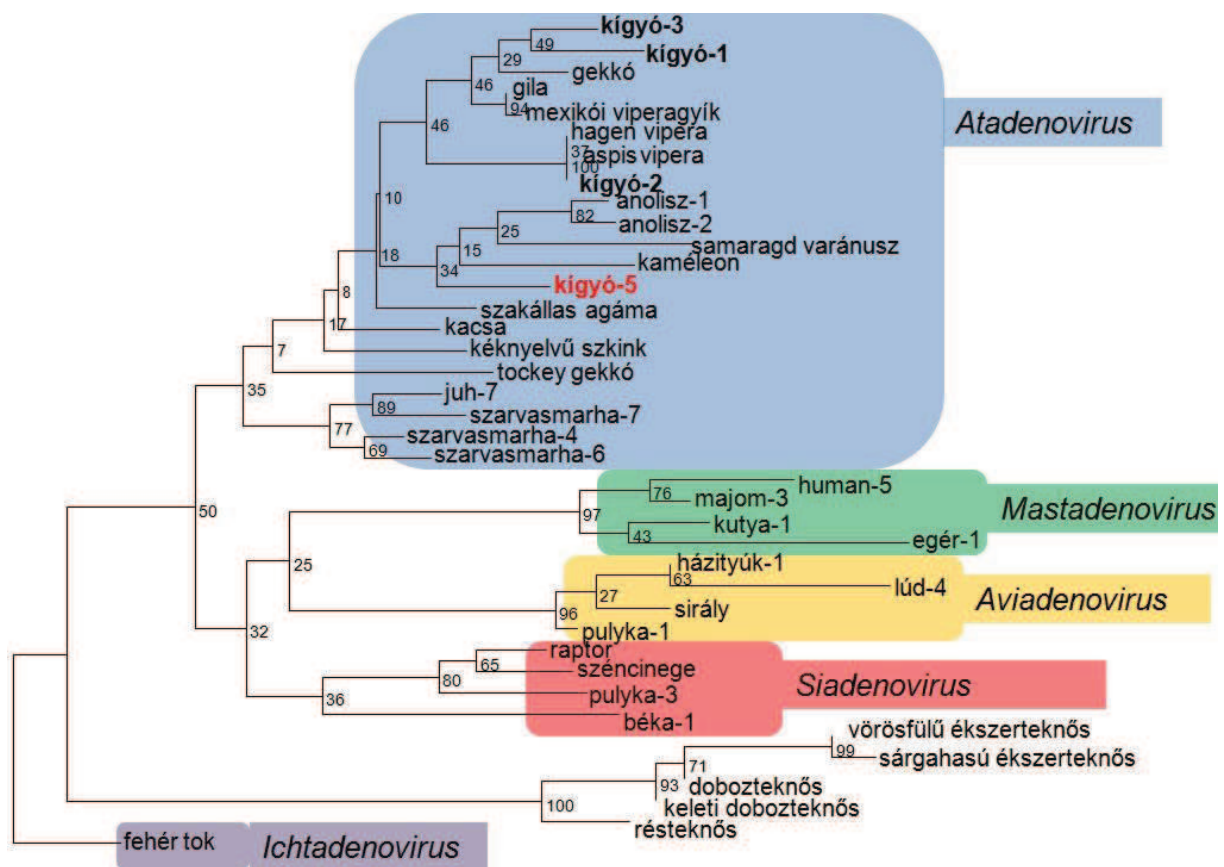 kígyó-3
49
kígyó-1
29
gekkó
46
gila
94
mexikói viperagyík
46
hagen vipera
37
aspis vipera
100
kígyó-2
10
anolisz-1
82
anolisz-2
25
samaragd varánusz
15
18
kaméleon
34
kígyó-5
8
szakállas agáma
17
kacsa
7
kéknyelvű szkink
tockey gekkó
35
juh-7
89
szarvasmarha-7
77
szarvasmarha-4
69
szarvasmarha-6
Atadenovirus
50
human-5
76
majom-3
97
kutya-1
43
egér-1
Mastadenovirus
25
házityúk-1
63
lúd-4
27
sirály
96
pulyka-1
Aviadenovirus
32
raptor
65
széncinege
80
pulyka-3
36
béka-1
Siadenovirus
vörösfülű ékszerteknős
99
sárgahasú ékszerteknős
71
dobozteknős
93
keleti dobozteknős
100
résteknős
fehér tok
Ichtadenovirus